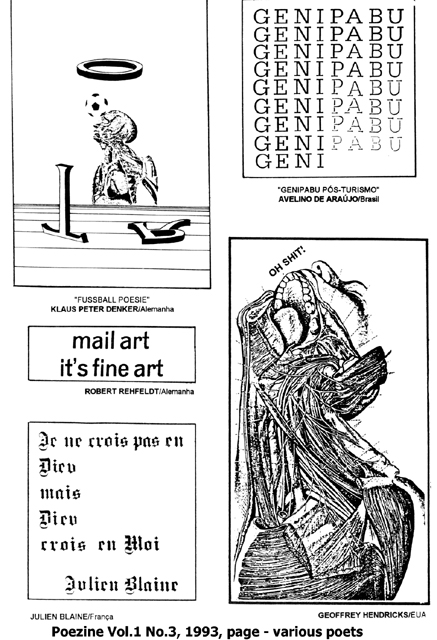 GENIPABU
GENIPABU
GENIPABU
GENIPABU
GENIPABU
GENIPABU
GENIPABU
GENIPABU
GENI
"GENIPABU PÓS-TURISMO"
AVELINO DE ARAÚJO/Brasil
"FUSSBALL POESIE"
KLAUS PETER DENKER/Alemanha
mail art
it's fine art
ROBERT REHFELDT/Alemanha
OH SHIT!
Je ne crois pas en
Dieu
mais
Dieu
crois en Moi
Julien Blaine
JULIEN BLAINE/França
GEOFFREY HENDRICKS/EUA
Poezine Vol.1 No.3, 1993, page - various poets